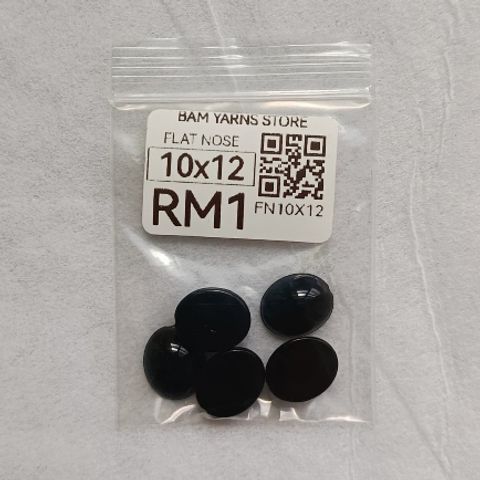 BAM YARNS STORE
FLAT NOSE
10x12
RM1
FN10X12